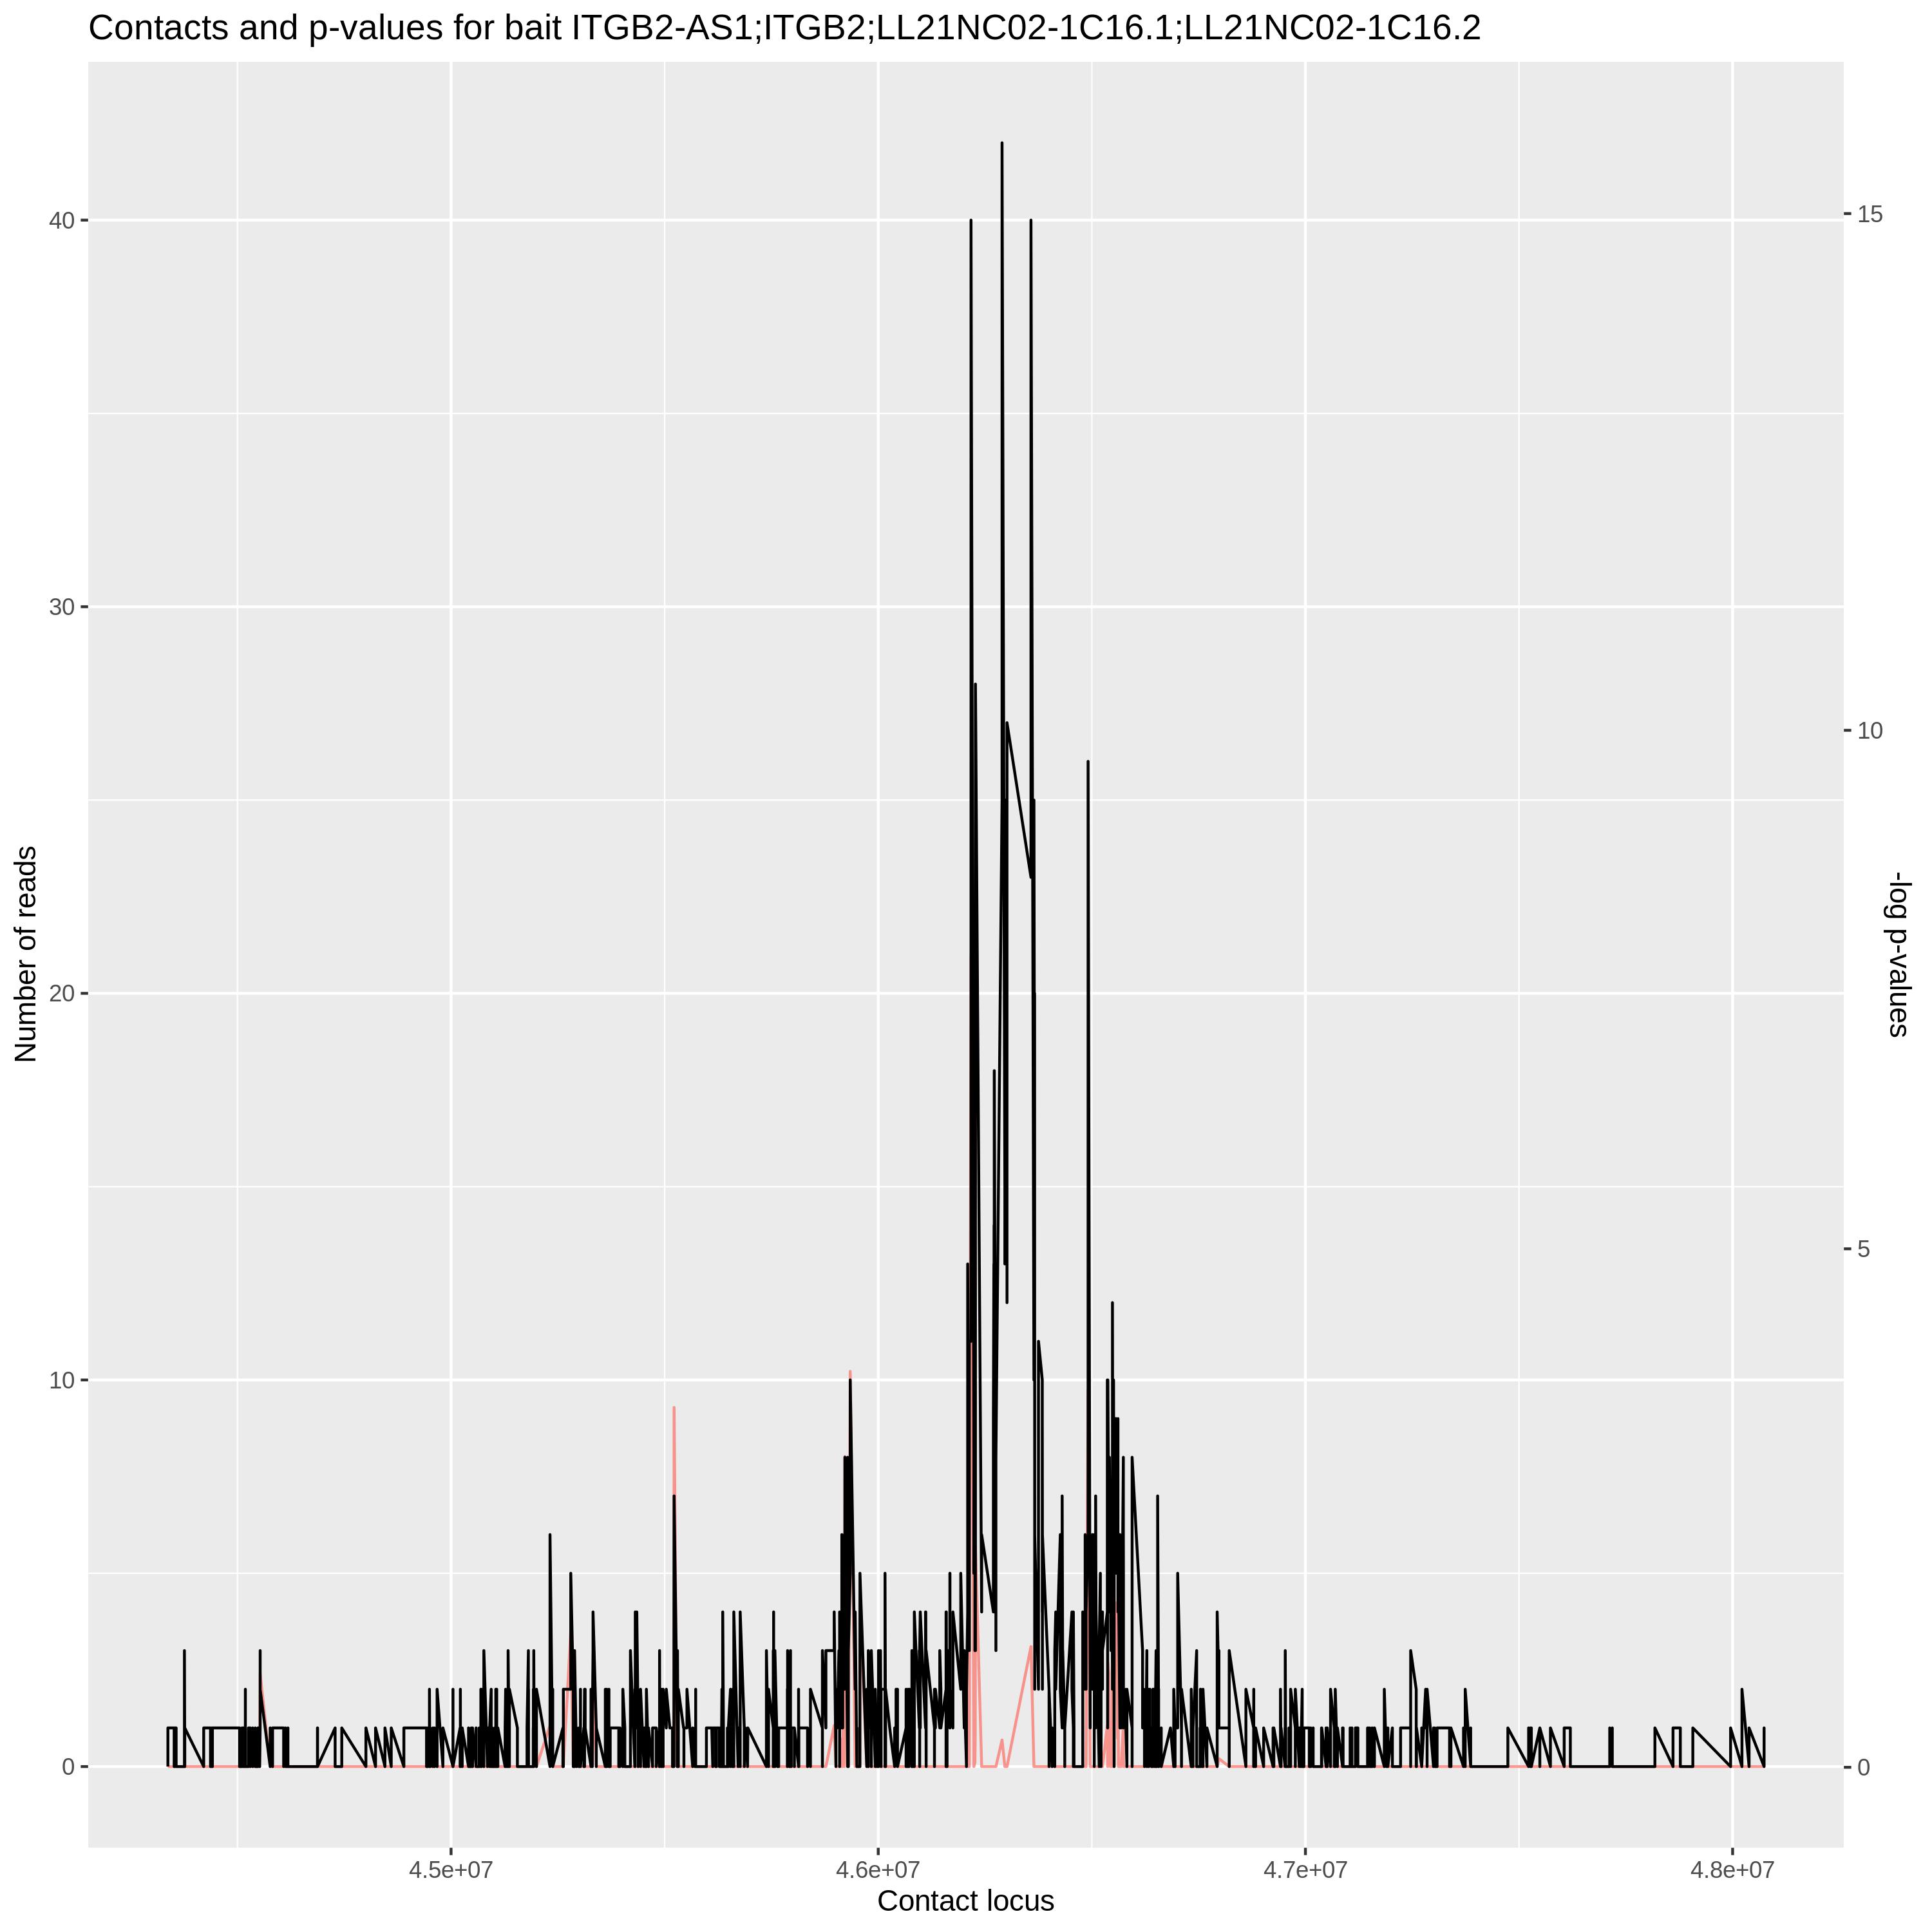 Contacts and p-values for bait ITGB2-AS1;ITGB2;LL21NC02-1C16.1;LL21NC02-1C16.2
40
30
20
10
0
Number of reads
15
10
5
0
-log p-values
4.5e+07
4.6e+07
4.7e+07
4.8e+07
Contact locus